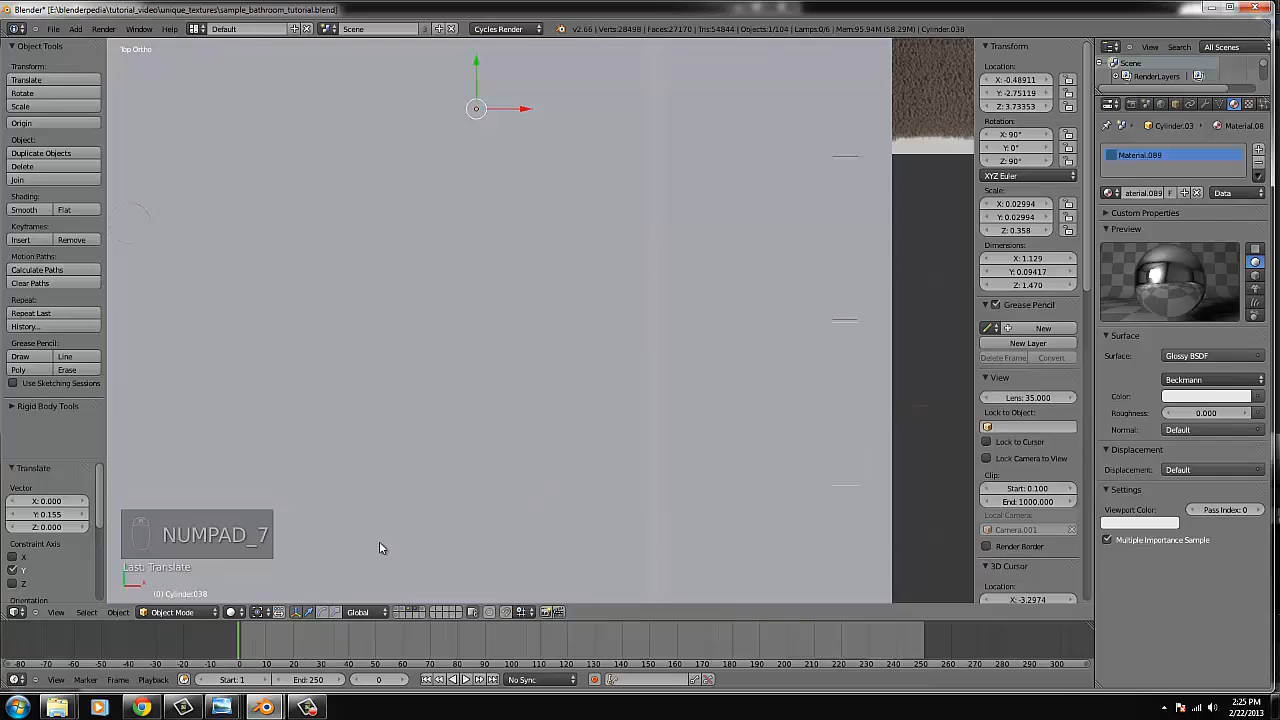 Blender* [E:\blenderpedia\tutorial_video\unique_textures\sample_bathroom_tutorial.blend]
File Add Render Window Help Default Scene 3 Cycles Render v2.66 | Verts:28498 | Faces:27170 | Tris:54844 | Objects:1/104 | Lamps:0/6 | Mem:95.94M (58.29M) | Cylinder.038
View Search All Scenes
Object Tools
Transform:
Translate
Rotate
Scale
Origin
Object:
Duplicate Objects
Delete
Join
Shading:
Smooth Flat
Keyframes:
Insert Remove
Motion Paths:
Calculate Paths
Clear Paths
Repeat:
Repeat Last
History...
Grease Pencil:
Draw Line
Poly Erase
Use Sketching Sessions
Rigid Body Tools
Translate
Vector
X: 0.000
Y: 0.155
Z: 0.000
Constraint Axis
X
Y
Z
Orientation
Top Ortho
NUMPAD_7
Last: Translate
(0) Cylinder.038
Transform
Location:
X: -0.48911
Y: -2.75119
Z: 3.73353
Rotation:
X: 90°
Y: 0°
Z: 90°
XYZ Euler
Scale:
X: 0.02994
Y: 0.02994
Z: 0.358
Dimensions:
X: 1.129
Y: 0.09417
Z: 1.470
Grease Pencil
New
New Layer
Delete Frame Convert
View
Lens: 35.000
Lock to Object:
Lock to Cursor
Lock Camera to View
Clip:
Start: 0.100
End: 1000.000
Local Camera:
Camera.001
Render Border
3D Cursor
Location:
X: -3.2974
Scene
RenderLayers
Cylinder.03 Material.08
Material.089
aterial.089 F Data
Custom Properties
Preview
Surface
Surface: Glossy BSDF
Beckmann
Color:
Roughness: 0.000
Normal: Default
Displacement
Displacement: Default
Settings
Viewport Color: Pass Index: 0
Multiple Importance Sample
View Select Object Object Mode Global
-80 -70 -60 -50 -40 -30 -20 -10 0 10 20 30 40 50 60 70 80 90 100 110 120 130 140 150 160 170 180 190 200 210 220 230 240 250 260 270 280 290 300
View Marker Frame Playback Start: 1 End: 250 0 No Sync
2:25 PM
2/22/2013